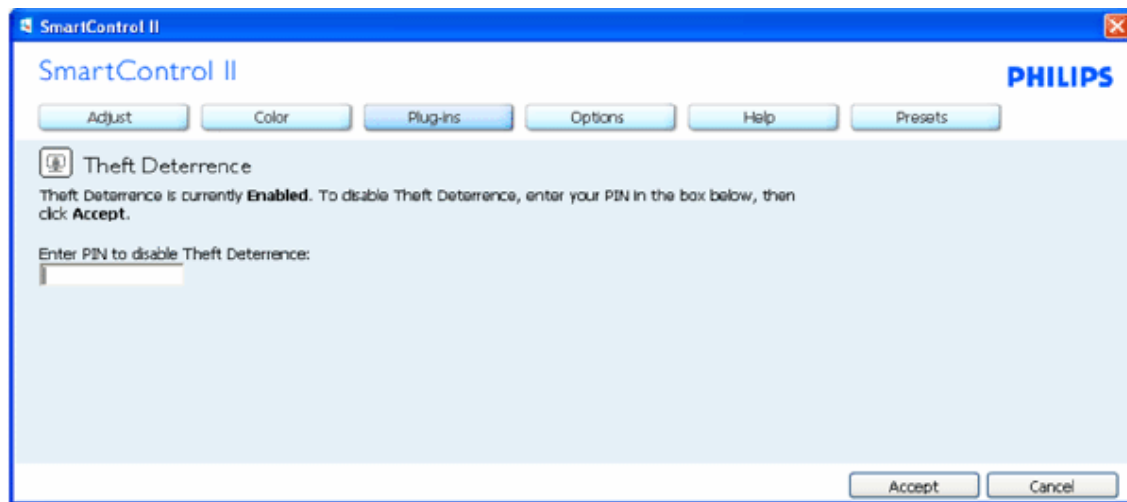 SmartControl II
SmartControl II
PHILIPS
Adjust Color Plug-ins Options Help Presets
Theft Deterrence
Theft Deterrence is currently Enabled. To disable Theft Deterrence, enter your PIN in the box below, then
click Accept.
Enter PIN to disable Theft Deterrence:
Accept Cancel